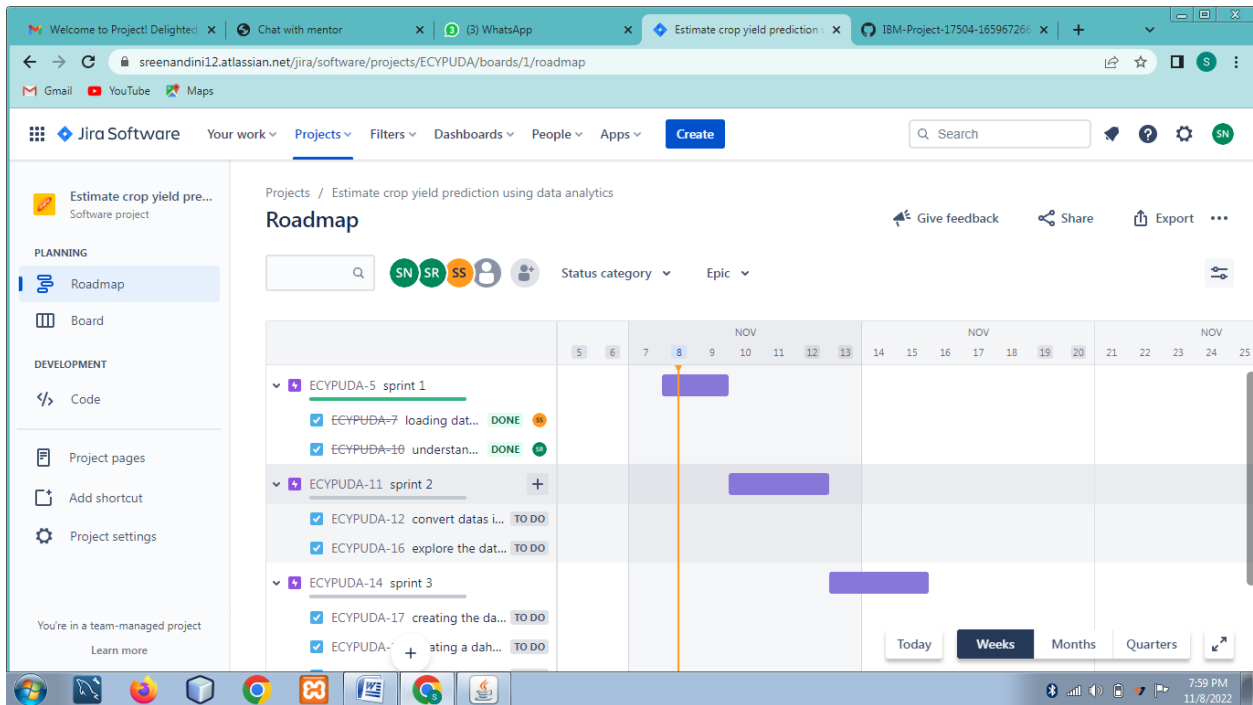 Welcome to Project! Delighted
Chat with mentor
3 (3) WhatsApp
Estimate crop yield prediction
IBM-Project-17504-165967266
sreenandini12.atlassian.net/jira/software/projects/ECYPUDA/boards/1/roadmap
S
Gmail YouTube Maps
Jira Software Your work Projects Filters Dashboards People Apps Create Search SN
Estimate crop yield pre...
Software project
PLANNING
Roadmap
Board
DEVELOPMENT
Code
Project pages
Add shortcut
Project settings
You're in a team-managed project
Learn more
Projects / Estimate crop yield prediction using data analytics
Roadmap
Give feedback Share Export
SN SR SS Status category Epic
NOV NOV NOV
5 6 7 8 9 10 11 12 13 14 15 16 17 18 19 20 21 22 23 24 25
ECYPUDA-5 sprint 1
ECYPUDA-7 loading dat... DONE SS
ECYPUDA-10 understan... DONE SR
ECYPUDA-11 sprint 2
ECYPUDA-12 convert datas i... TO DO
ECYPUDA-16 explore the dat... TO DO
ECYPUDA-14 sprint 3
ECYPUDA-17 creating the da... TO DO
ECYPUDA- ating a dah... TO DO
Today Weeks Months Quarters
7:59 PM
11/8/2022